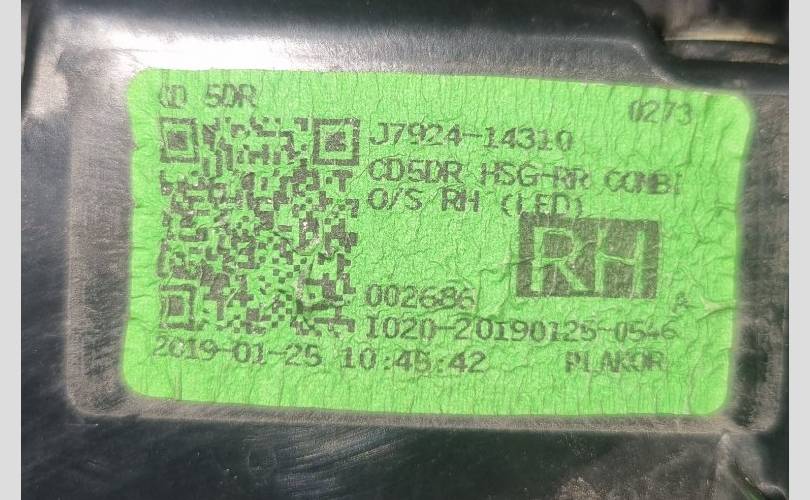 CD 5DR
0273
J7924-14310
CD5DR HSG-RR COMBI
O/S RH (LED)
RH
002686
I020-20190125-0546
2019-01-25 10:45:42
PLAKOR